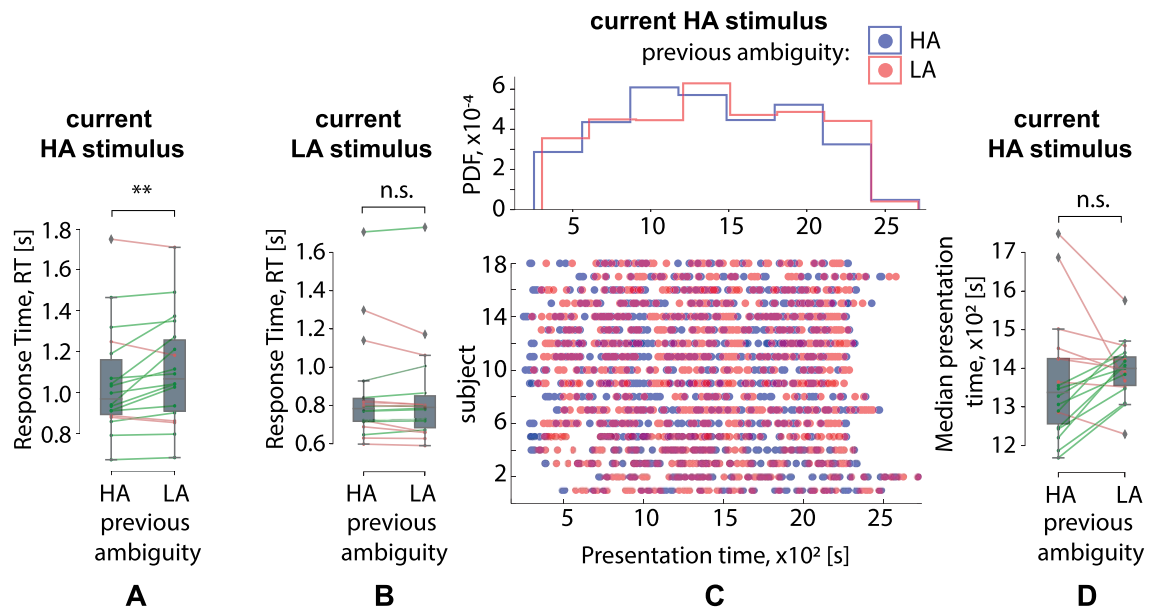 current HA stimulus
previous ambiguity:
HA
LA
current
HA stimulus
**
Response Time, RT [s]
1.8
1.6
1.4
1.2
1.0
0.8
HA LA
previous
ambiguity
A
current
LA stimulus
n.s.
Response Time, RT [s]
1.6
1.4
1.2
1.0
0.8
0.6
HA LA
previous
ambiguity
B
PDF, x10⁻⁴
6
4
2
0
5 10 15 20 25
subject
18
14
10
6
2
5 10 15 20 25
Presentation time, x10² [s]
C
current
HA stimulus
n.s.
Median presentation
time, x10² [s]
17
16
15
14
13
12
HA LA
previous
ambiguity
D